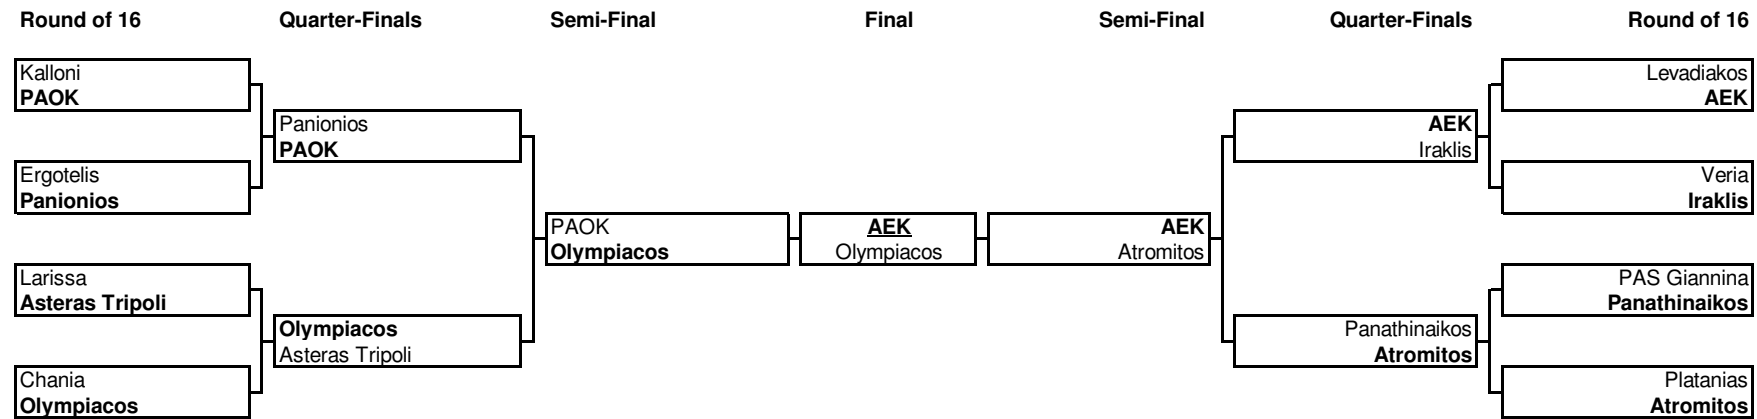 Round of 16 Quarter-Finals Semi-Final Final Semi-Final Quarter-Finals Round of 16
Kalloni
PAOK
Ergotelis
Panionios
Larissa
Asteras Tripoli
Chania
Olympiacos
Panionios
PAOK
Olympiacos
Asteras Tripoli
PAOK
Olympiacos
AEK
Olympiacos
AEK
Atromitos
AEK
Iraklis
Panathinaikos
Atromitos
Levadiakos
AEK
Veria
Iraklis
PAS Giannina
Panathinaikos
Platanias
Atromitos